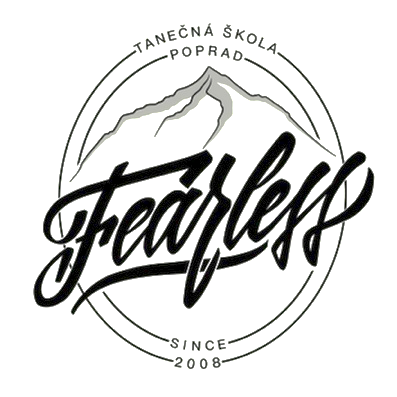 TANEČNÁ ŠKOLA
POPRAD
Fearless
SINCE
2008